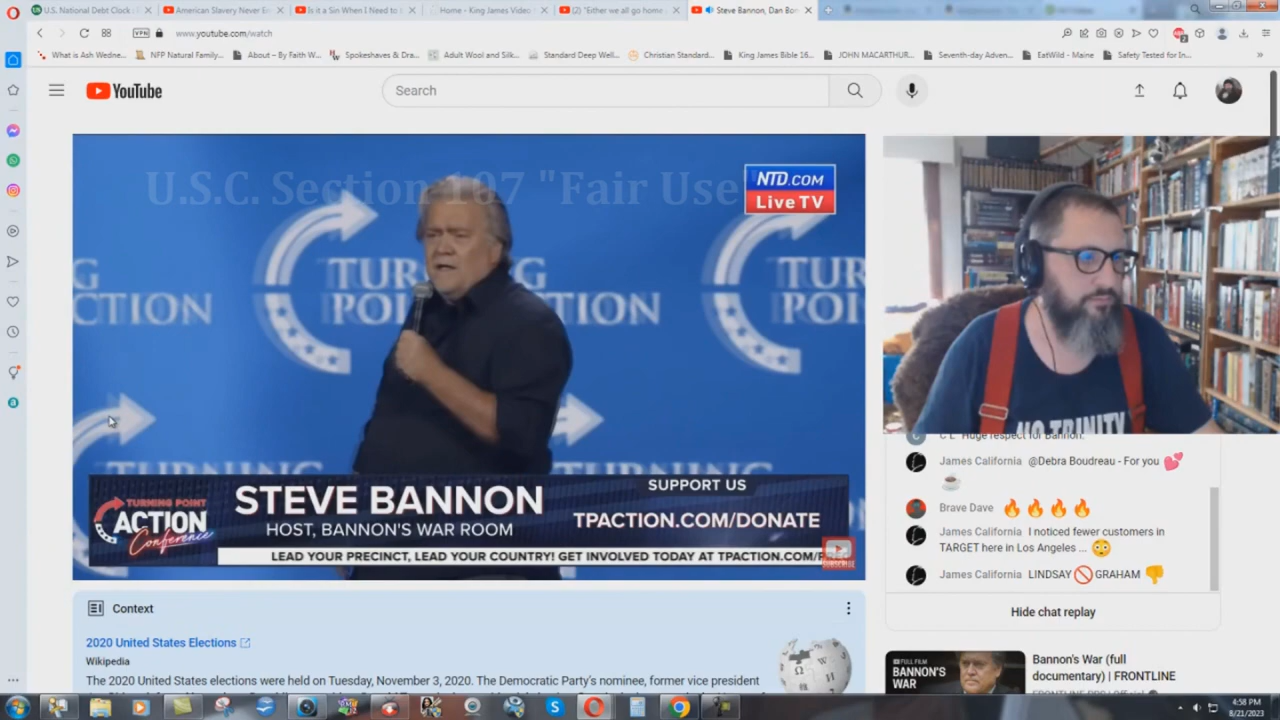 U.S. National Debt Clock :
American Slavery Never E
Is it a Sin When I Need to
Home - King James Video
(2) "Either we all go home
Steve Bannon, Dan Bon
VPN
www.youtube.com/watch
What is Ash Wedne...
NFP Natural Family...
About – By Faith W...
Spokeshaves & Dra...
Adult Wool and Silk...
Standard Deep Well...
Christian Standard...
King James Bible 16...
JOHN MACARTHUR...
Seventh-day Adven...
EatWild - Maine
Safety Tested for In...
YouTube
Search
U.S.C. Section 107 "Fair Use
NTD.COM
Live TV
TURNING
POINT
ACTION
TURNING POINT
ACTION
Conference
STEVE BANNON
HOST, BANNON'S WAR ROOM
SUPPORT US
TPACTION.COM/DONATE
LEAD YOUR PRECINCT, LEAD YOUR COUNTRY! GET INVOLVED TODAY AT TPACTION.COM/P
SUBSCRIBE
NO TRINITY
C L Huge respect for Bannon.
James California @Debra Boudreau - For you 💕
☕
Brave Dave 🔥🔥🔥🔥
James California I noticed fewer customers in
TARGET here in Los Angeles ... 😳
James California LINDSAY 🚫 GRAHAM 👎
Hide chat replay
Context
2020 United States Elections
Wikipedia
The 2020 United States elections were held on Tuesday, November 3, 2020. The Democratic Party's nominee, former vice president
FULL FILM
BANNON'S
WAR
Bannon's War (full
documentary) | FRONTLINE
FRONTLINE PBS | Official
4:58 PM
8/21/2023